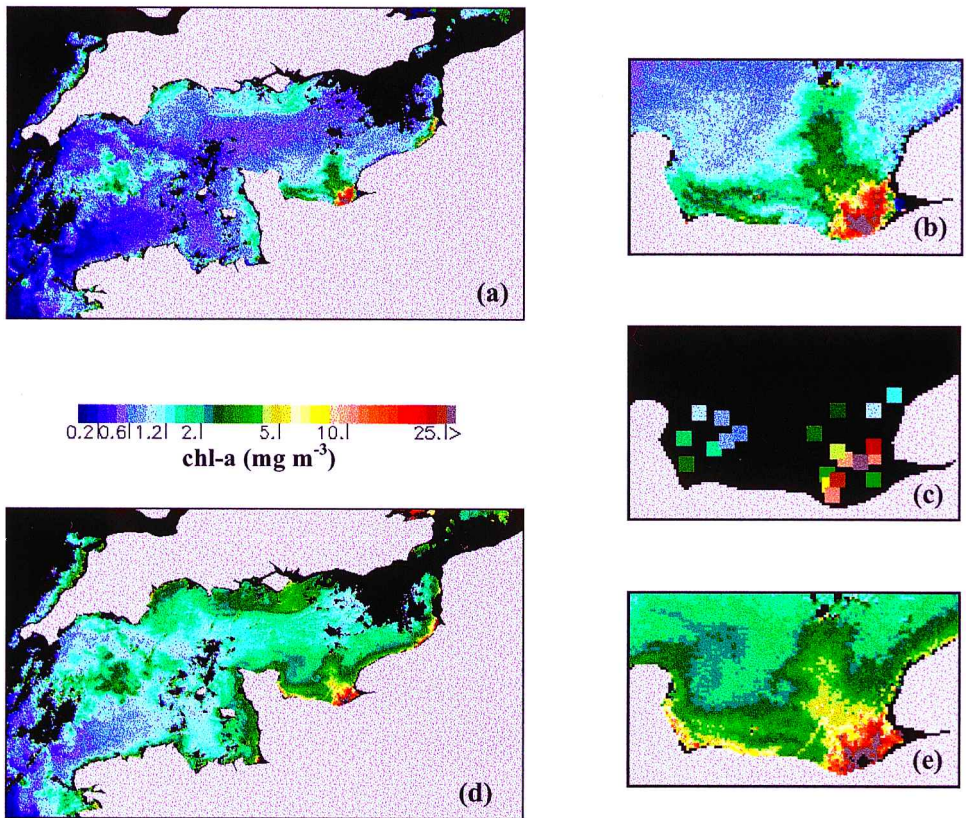 (a)
(b)
0.2|0.6|1.2| 2.| 5.| 10.| 25.|>
chl-a (mg m⁻³)
(c)
(d)
(e)